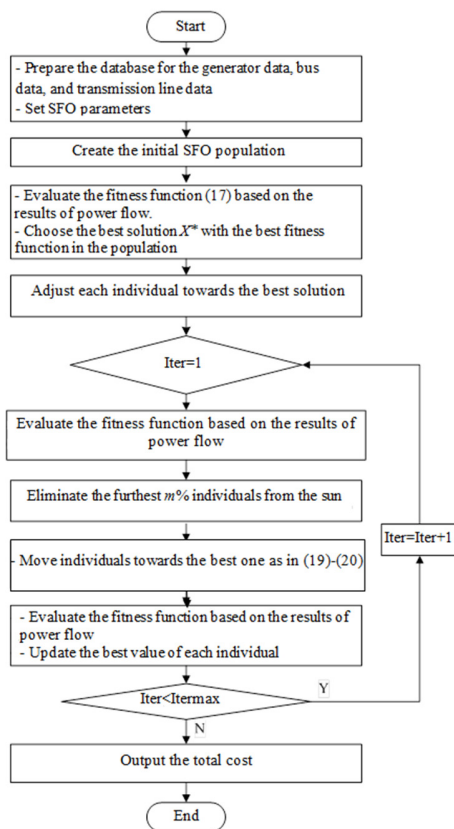 Start
- Prepare the database for the generator data, bus
data, and transmission line data
- Set SFO parameters
Create the initial SFO population
- Evaluate the fitness function (17) based on the
results of power flow.
- Choose the best solution X* with the best fitness
function in the population
Adjust each individual towards the best solution
Iter=1
Evaluate the fitness function based on the results of
power flow
Eliminate the furthest m% individuals from the sun
Iter=Iter+1
- Move individuals towards the best one as in (19)-(20)
- Evaluate the fitness function based on the results of
power flow
- Update the best value of each individual
Iter<Itermax
Y
N
Output the total cost
End